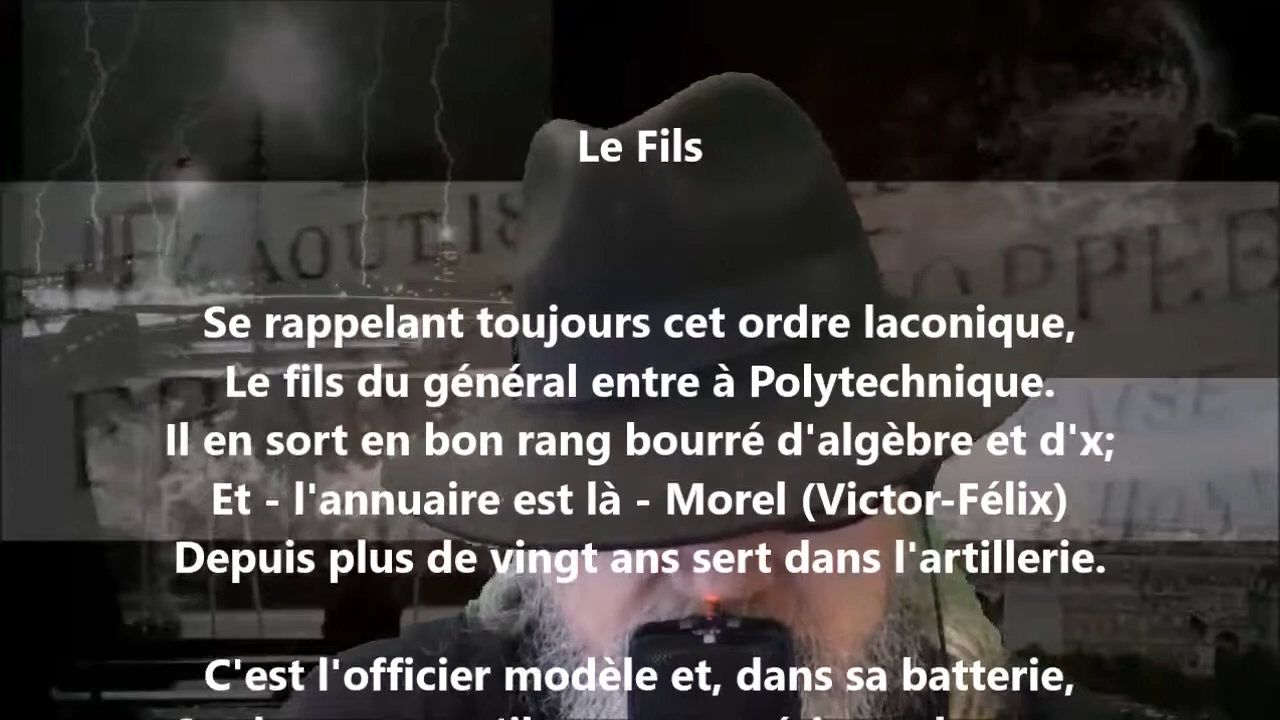 Le Fils
AOUT 18
Se rappelant toujours cet ordre laconique,
Le fils du général entre à Polytechnique.
Il en sort en bon rang bourré d'algèbre et d'x;
Et - l'annuaire est là - Morel (Victor-Félix)
Depuis plus de vingt ans sert dans l'artillerie.
C'est l'officier modèle et, dans sa batterie,